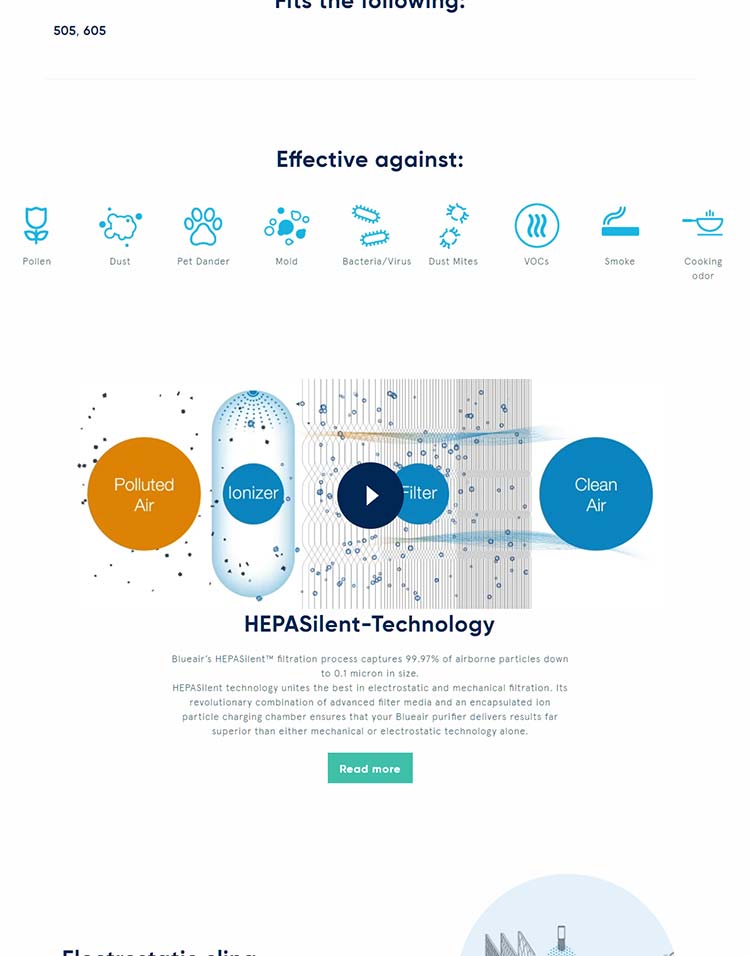 Fits the following:
505, 605
Effective against:
Pollen
Dust
Pet Dander
Mold
Bacteria/Virus
Dust Mites
VOCs
Smoke
Cooking
odor
Polluted
Air
Ionizer
Filter
Clean
Air
HEPASilent-Technology
Blueair's HEPASilent™ filtration process captures 99.97% of airborne particles down
to 0.1 micron in size.
HEPASilent technology unites the best in electrostatic and mechanical filtration. Its
revolutionary combination of advanced filter media and an encapsulated ion
particle charging chamber ensures that your Blueair purifier delivers results far
superior than either mechanical or electrostatic technology alone.
Read more
Electrostatic cling